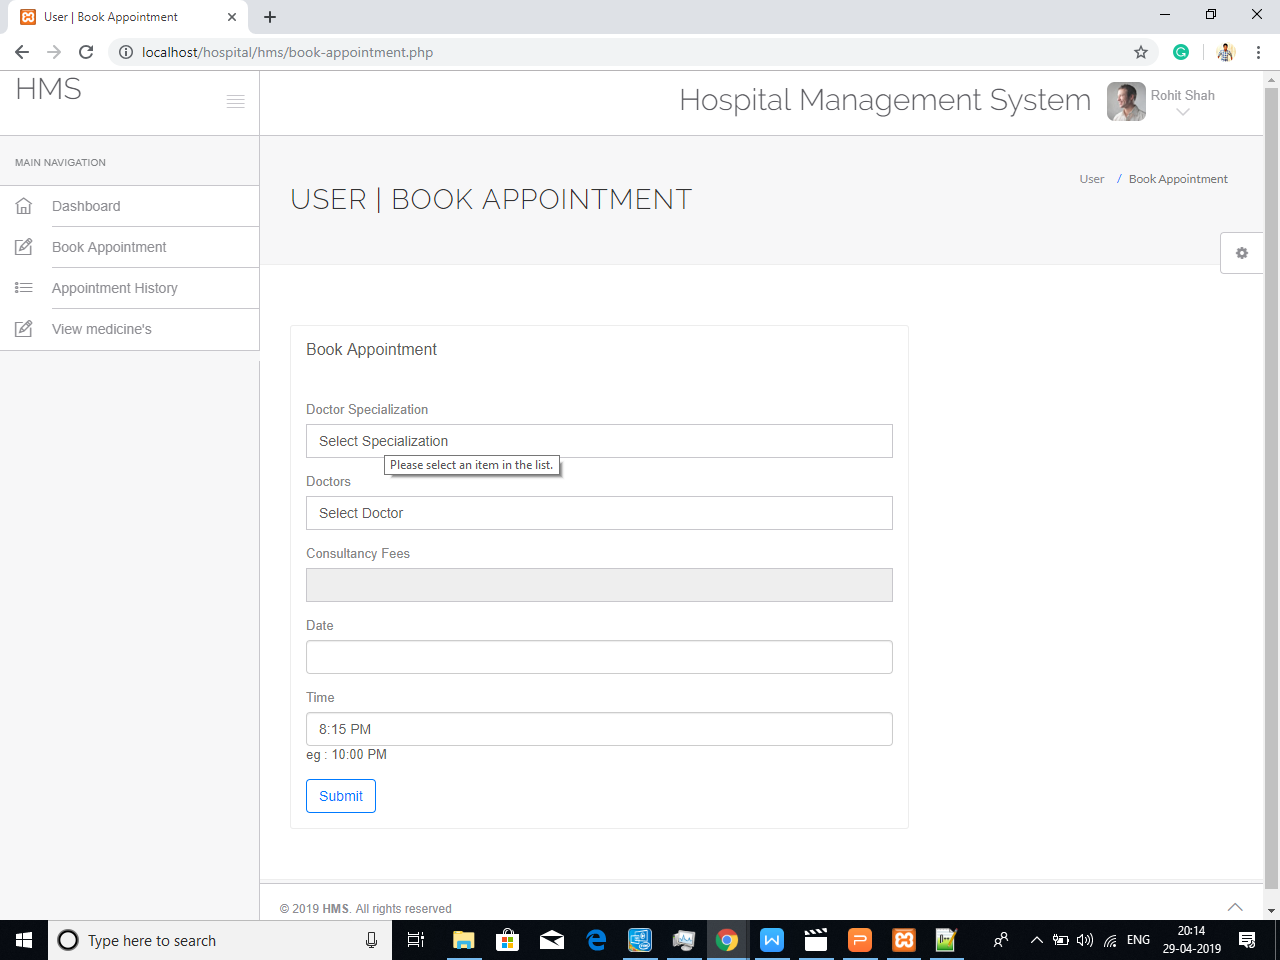 User | Book Appointment
localhost/hospital/hms/book-appointment.php
HMS
Hospital Management System
Rohit Shah
MAIN NAVIGATION
Dashboard
Book Appointment
Appointment History
View medicine's
USER | BOOK APPOINTMENT
User / Book Appointment
Book Appointment
Doctor Specialization
Select Specialization
Please select an item in the list.
Doctors
Select Doctor
Consultancy Fees
Date
Time
8:15 PM
eg : 10:00 PM
Submit
© 2019 HMS. All rights reserved
Type here to search
ENG
20:14
29-04-2019